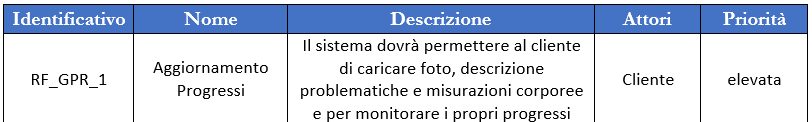 Identificativo Nome Descrizione Attori Priorità
Il sistema dovrà permettere al cliente
Aggiornamento di caricare foto, descrizione
RF_GPR_1 Cliente elevata
Progressi problematiche e misurazioni corporee
e per monitorare i propri progressi